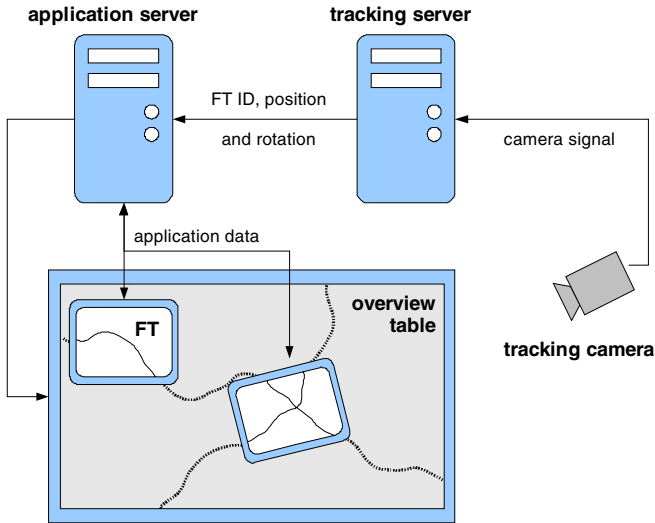 application server
tracking server
FT ID, position
and rotation
camera signal
application data
FT
overview
table
tracking camera